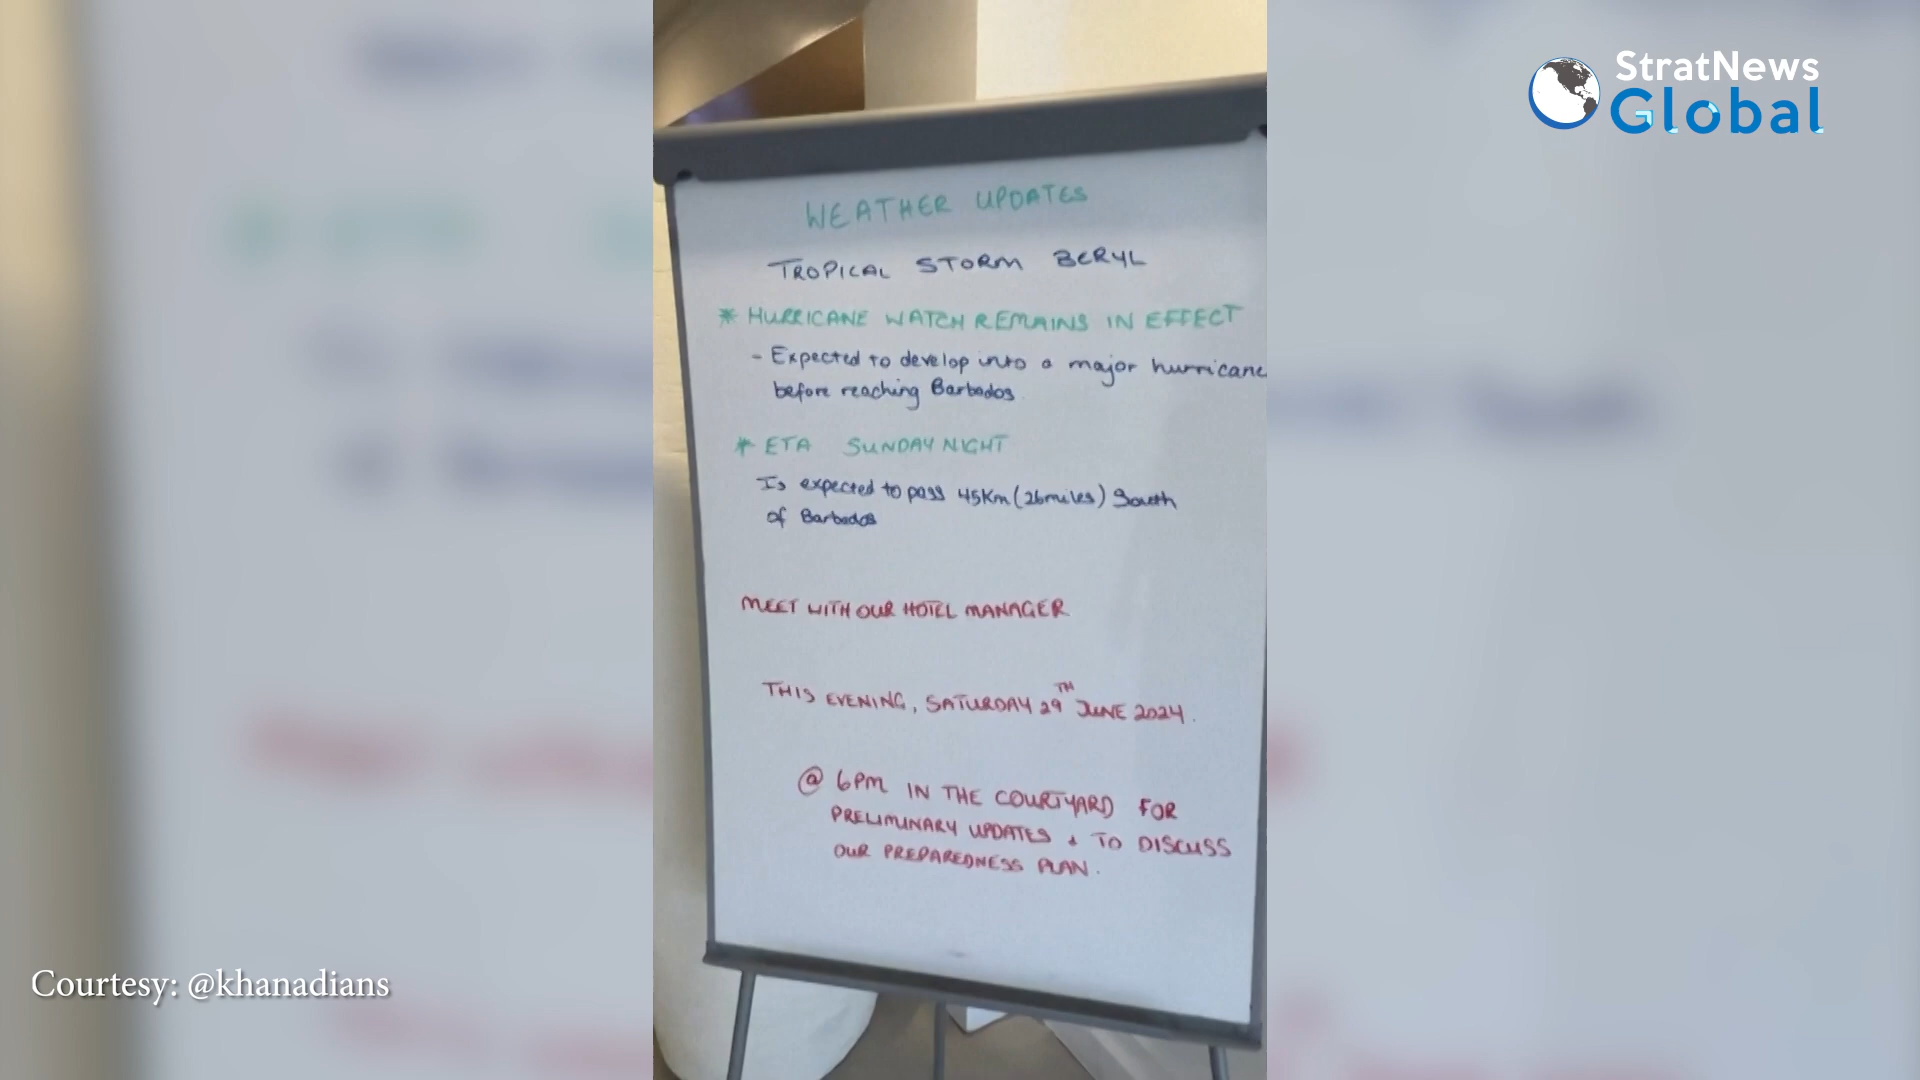 StratNews
Global
WEATHER UPDATES
TROPICAL STORM BERYL
* HURRICANE WATCH REMAINS IN EFFECT
- Expected to develop into a major hurricane
before reaching Barbados
* ETA SUNDAY NIGHT
Is expected to pass 45Km (26miles) South
of Barbados
MEET WITH OUR HOTEL MANAGER
THIS EVENING, SATURDAY 29TH JUNE 2024.
@ 6PM IN THE COURTYARD FOR
PRELIMINARY UPDATES & TO DISCUSS
OUR PREPAREDNESS PLAN.
Courtesy: @khanadians